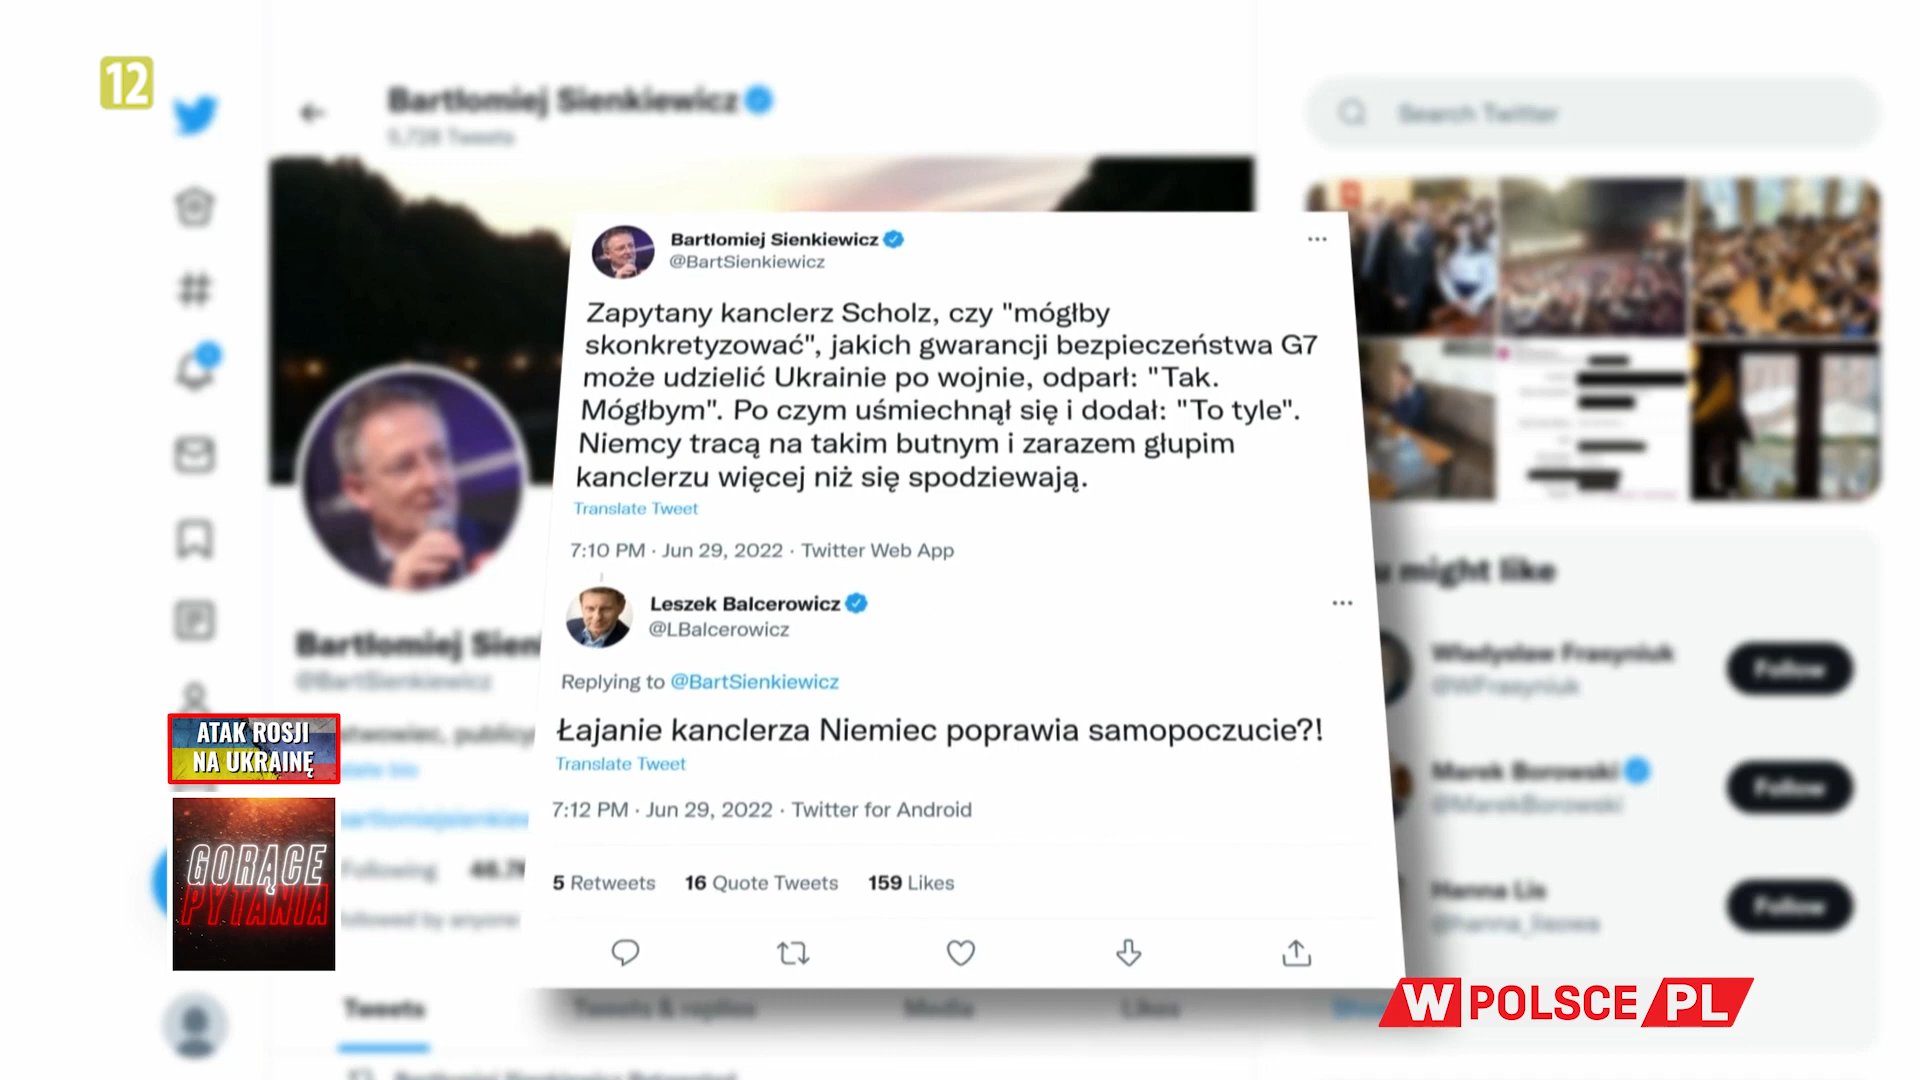 12
Bartłomiej Sienkiewicz
5,728 Tweets
Search Twitter
Bartłomiej Sienkiewicz
@BartSienkiewicz
Zapytany kanclerz Scholz, czy "mógłby
skonkretyzować", jakich gwarancji bezpieczeństwa G7
może udzielić Ukrainie po wojnie, odparł: "Tak.
Mógłbym". Po czym uśmiechnął się i dodał: "To tyle".
Niemcy tracą na takim butnym i zarazem głupim
kanclerzu więcej niż się spodziewają.
Translate Tweet
7:10 PM · Jun 29, 2022 · Twitter Web App
Leszek Balcerowicz
@LBalcerowicz
Replying to @BartSienkiewicz
Łajanie kanclerza Niemiec poprawia samopoczucie?!
Translate Tweet
7:12 PM · Jun 29, 2022 · Twitter for Android
5 Retweets 16 Quote Tweets 159 Likes
might like
Władysław Frasyniuk
@WFrasyniuk
Follow
Marek Borowski
@MarekBorowski
Follow
Hanna Lis
@hanna_lisowa
Follow
Bartłomiej Sien
@BartSienkiewicz
ATAK ROSJI
NA UKRAINĘ
GORĄCE
PYTANIA
Following
followed by anyone
Tweets
Tweets & replies
Media
Likes
W POLSCE PL